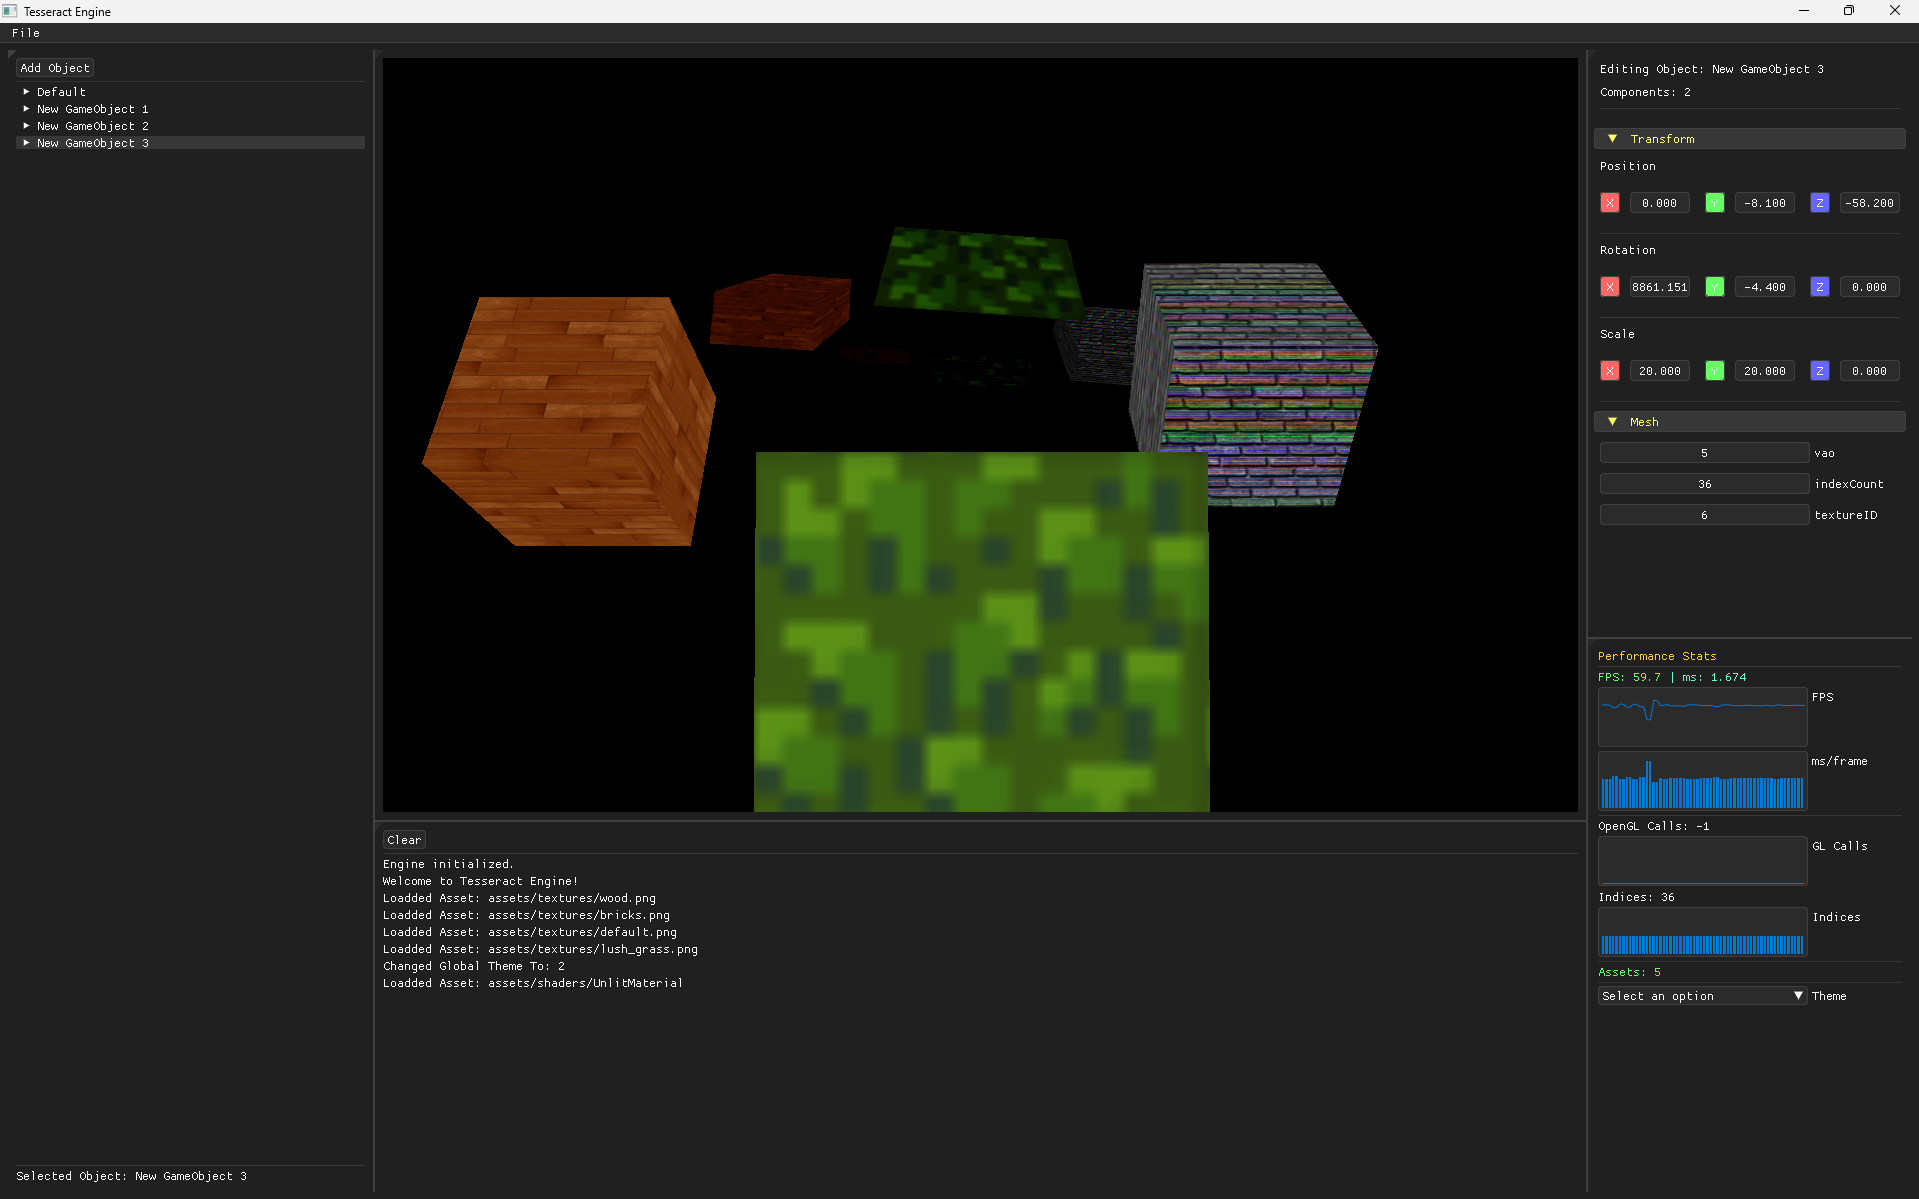 Tesseract Engine
File
Add Object
Default
New GameObject 1
New GameObject 2
New GameObject 3
Selected Object: New GameObject 3
Clear
Engine initialized.
Welcome to Tesseract Engine!
Loadded Asset: assets/textures/wood.png
Loadded Asset: assets/textures/bricks.png
Loadded Asset: assets/textures/default.png
Loadded Asset: assets/textures/lush_grass.png
Changed Global Theme To: 2
Loadded Asset: assets/shaders/UnlitMaterial
Editing Object: New GameObject 3
Components: 2
Transform
Position
X 0.000 Y -8.100 Z -58.200
Rotation
X 8861.151 Y -4.400 Z 0.000
Scale
X 20.000 Y 20.000 Z 0.000
Mesh
5 vao
36 indexCount
6 textureID
Performance Stats
FPS: 59.7 | ms: 1.674
FPS
ms/frame
OpenGL Calls: -1
GL Calls
Indices: 36
Indices
Assets: 5
Select an option Theme